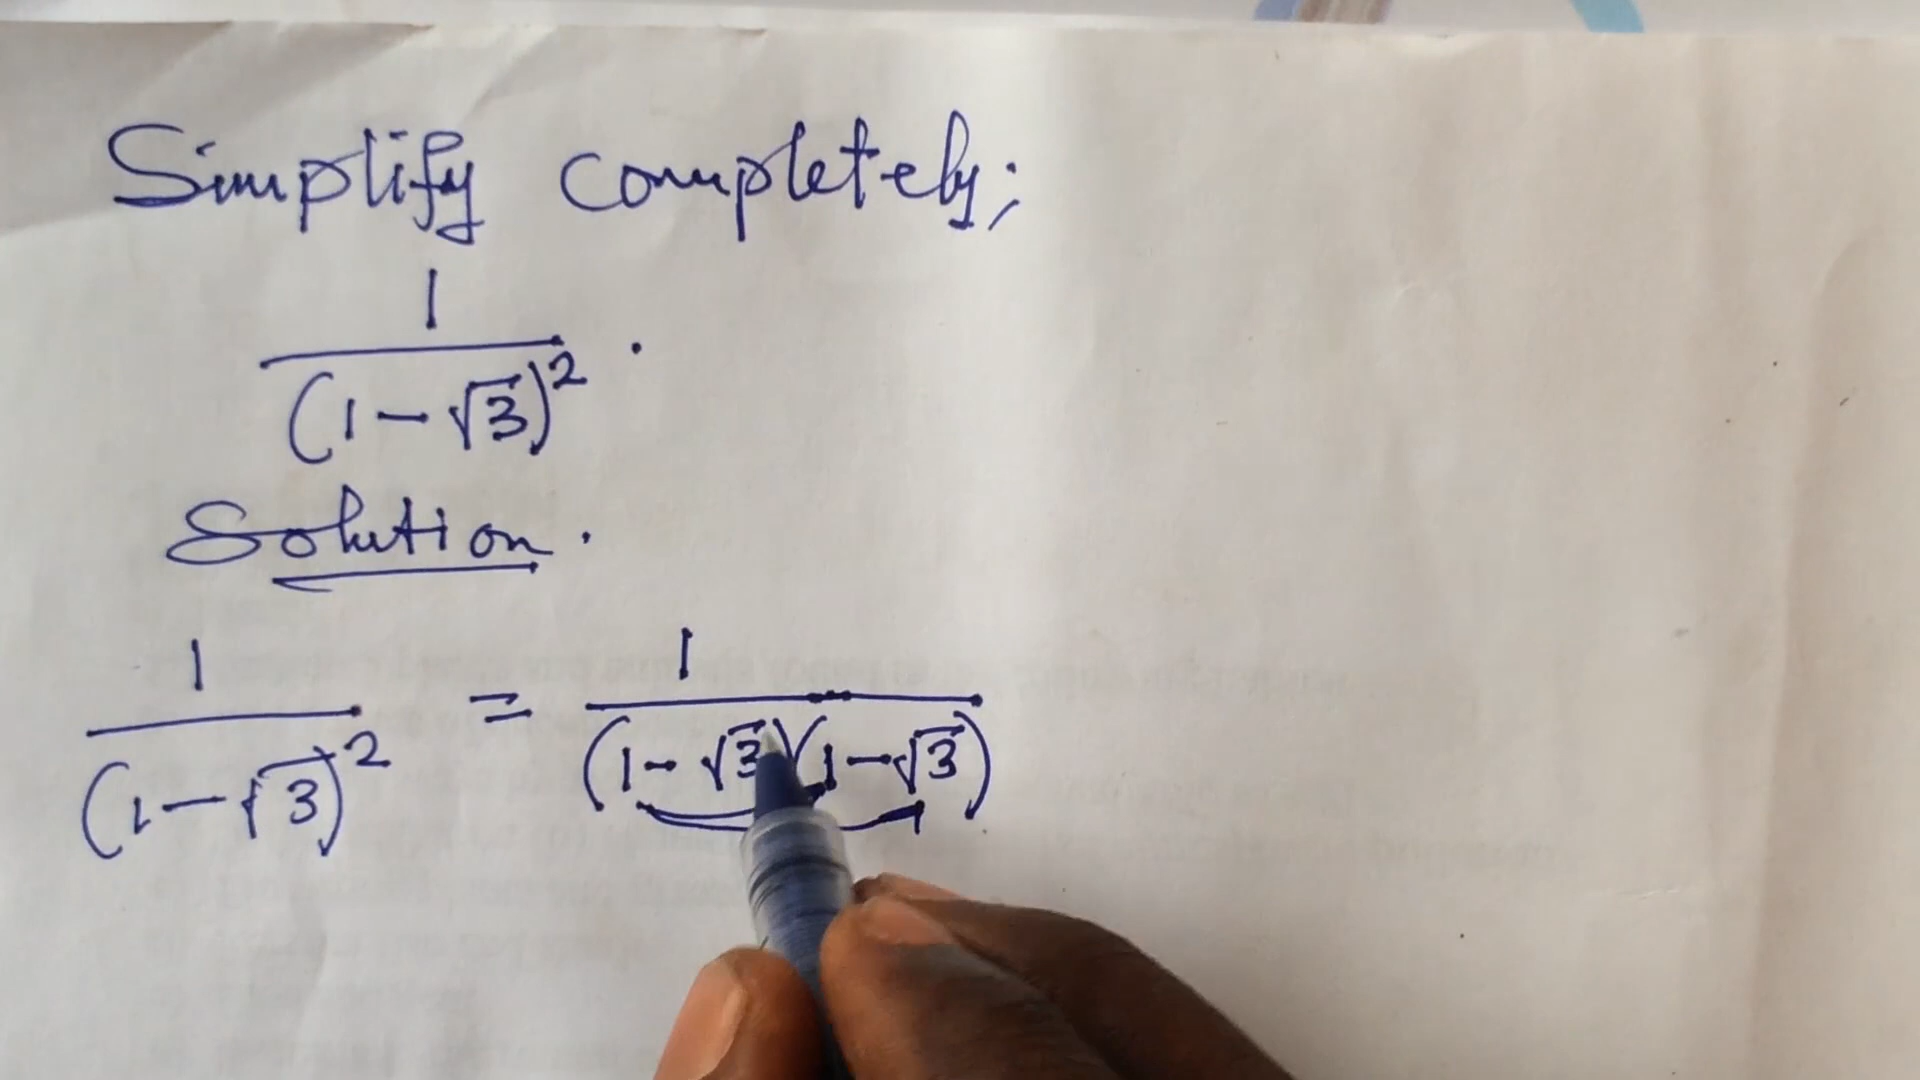 Simplify completely;
1/(1-√3)² .
Solution.
1/(1-√3)² = 1/(1-√3)(1-√3)